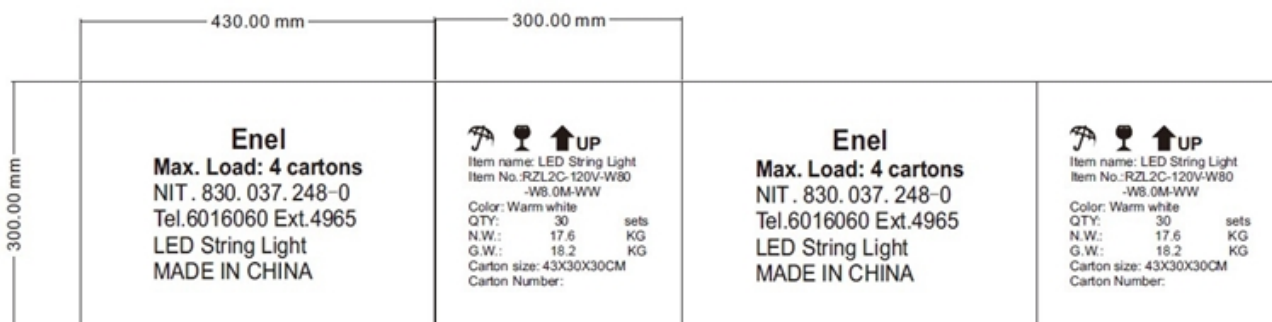 430.00 mm
300.00 mm
300.00 mm
Enel
Max. Load: 4 cartons
NIT. 830. 037. 248-0
Tel.6016060 Ext.4965
LED String Light
MADE IN CHINA
UP
Item name: LED String Light
Item No.:RZL2C-120V-W80
-W8.0M-WW
Color: Warm white
QTY: 30 sets
N.W.: 17.6 KG
G.W.: 18.2 KG
Carton size: 43X30X30CM
Carton Number:
Enel
Max. Load: 4 cartons
NIT. 830. 037. 248-0
Tel.6016060 Ext.4965
LED String Light
MADE IN CHINA
UP
Item name: LED String Light
Item No.:RZL2C-120V-W80
-W8.0M-WW
Color: Warm white
QTY: 30 sets
N.W.: 17.6 KG
G.W.: 18.2 KG
Carton size: 43X30X30CM
Carton Number: